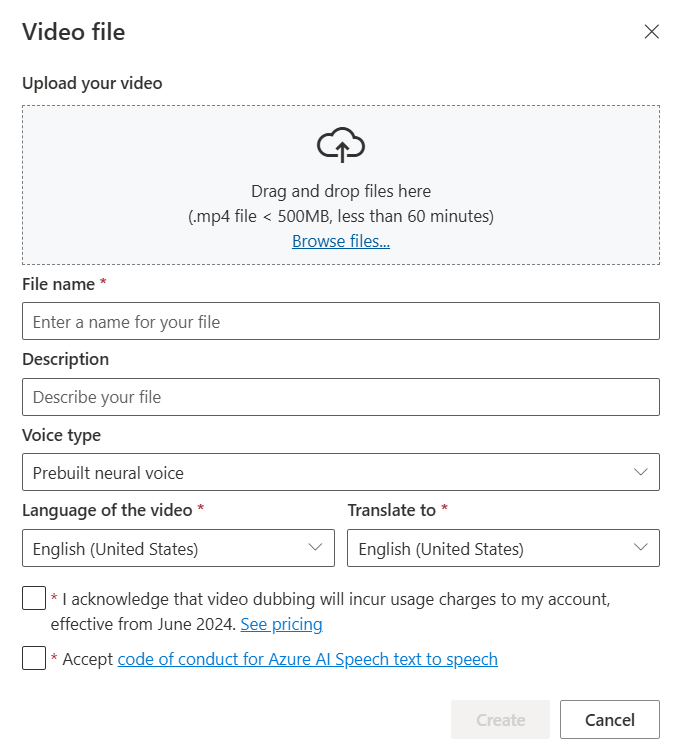 Video file
Upload your video
Drag and drop files here
(.mp4 file < 500MB, less than 60 minutes)
Browse files...
File name *
Enter a name for your file
Description
Describe your file
Voice type
Prebuilt neural voice
Language of the video * Translate to *
English (United States) English (United States)
* I acknowledge that video dubbing will incur usage charges to my account,
effective from June 2024. See pricing
* Accept code of conduct for Azure AI Speech text to speech
Create Cancel